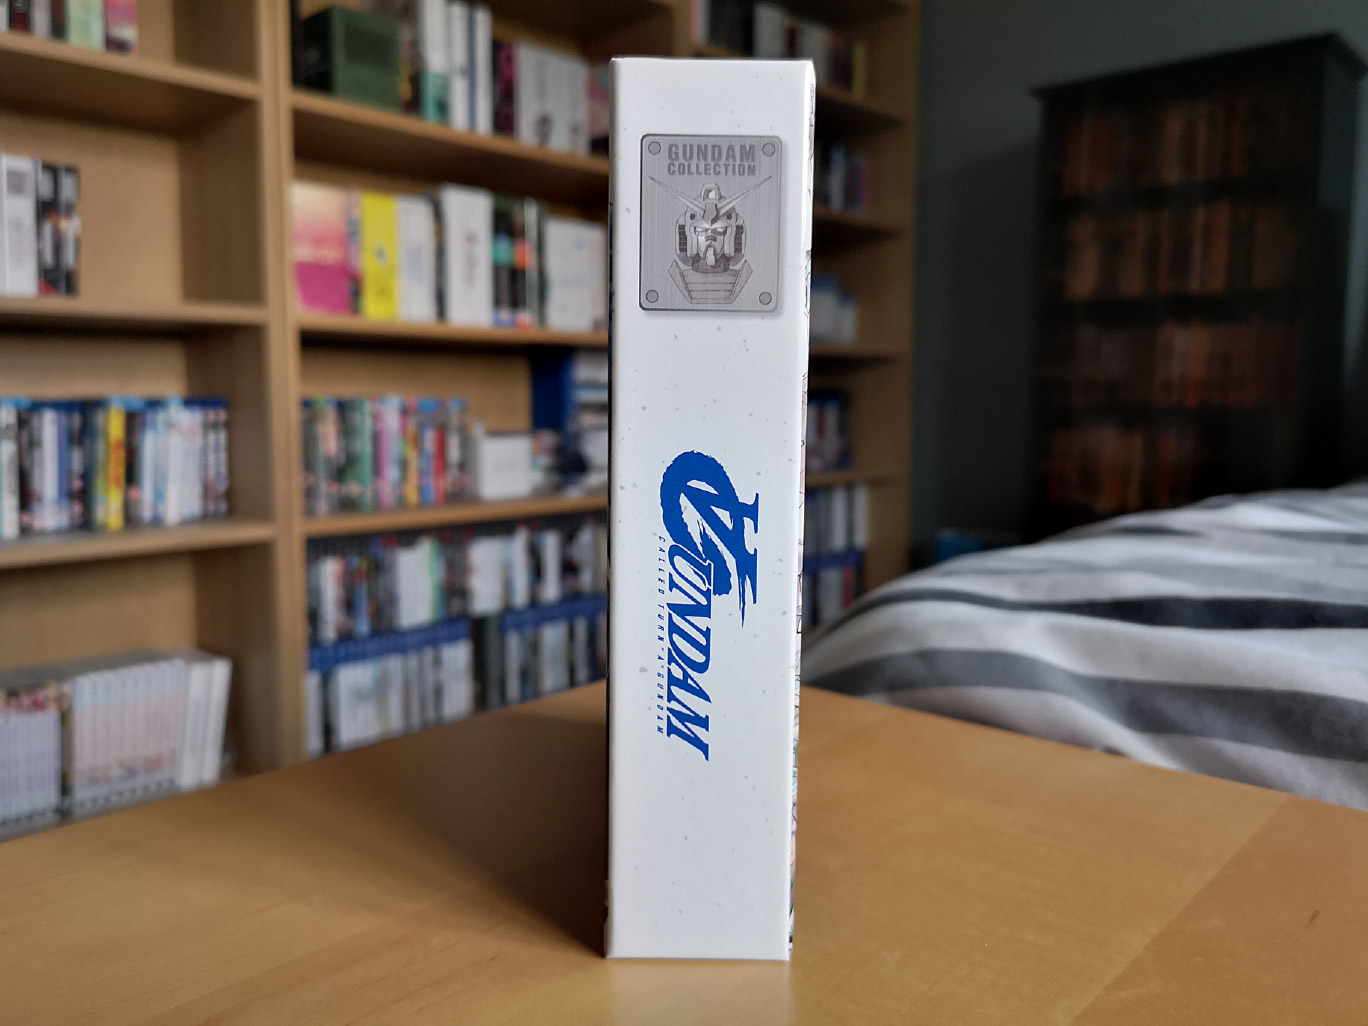 GUNDAM
COLLECTION
∀GUNDAM
CALLED TURN "A" GUNDAM